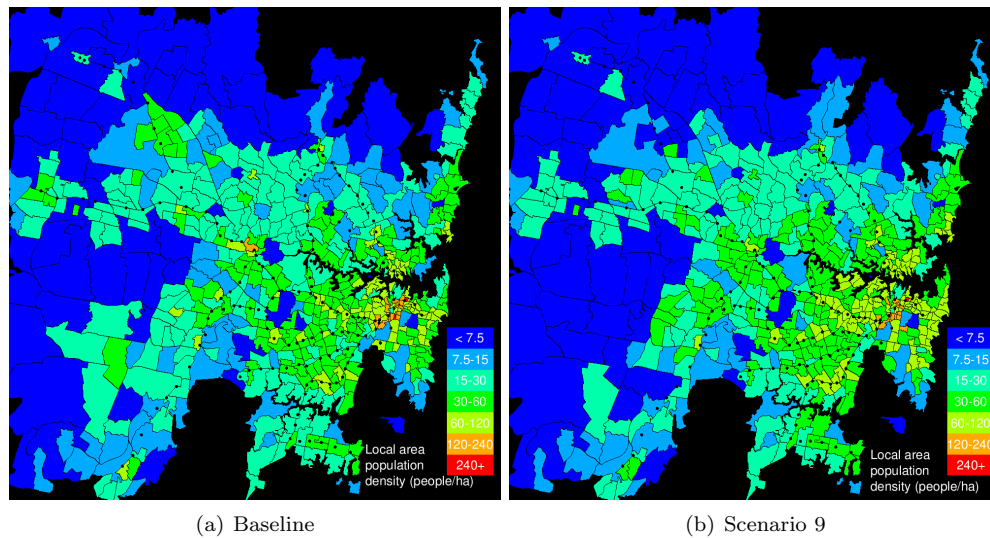 < 7.5
7.5-15
15-30
30-60
60-120
120-240
240+
Local area
population
density (people/ha)
(a) Baseline
< 7.5
7.5-15
15-30
30-60
60-120
120-240
240+
Local area
population
density (people/ha)
(b) Scenario 9